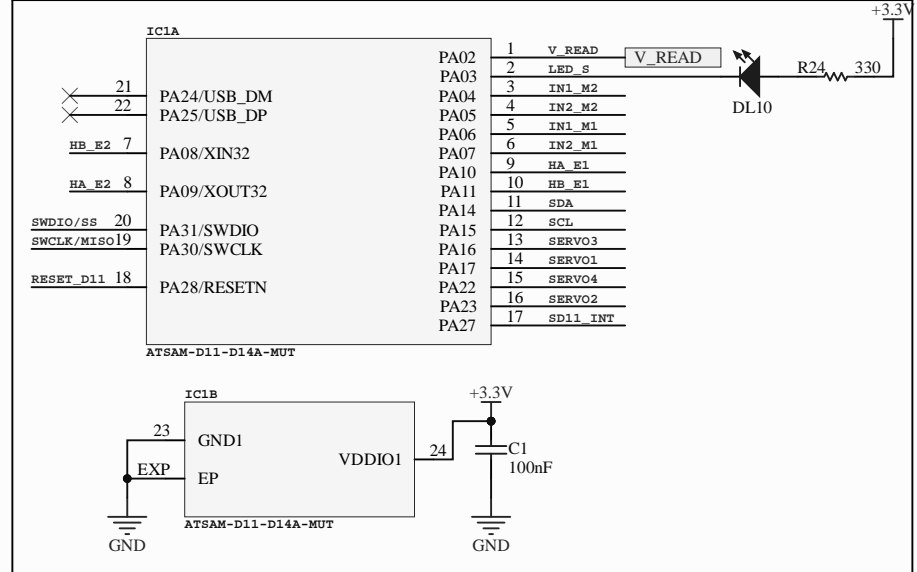 +3.3V
IC1A
PA02 1 V_READ V_READ
PA03 2 LED_S
R24 330
DL10
21 PA24/USB_DM
22 PA25/USB_DP
HB_E2 7 PA08/XIN32
HA_E2 8 PA09/XOUT32
SWDIO/SS 20 PA31/SWDIO
SWCLK/MISO 19 PA30/SWCLK
RESET_D11 18 PA28/RESETN
PA04 3 IN1_M2
PA05 4 IN2_M2
PA06 5 IN1_M1
PA07 6 IN2_M1
PA10 9 HA_E1
PA11 10 HB_E1
PA14 11 SDA
PA15 12 SCL
PA16 13 SERVO3
PA17 14 SERVO1
PA22 15 SERVO4
PA23 16 SERVO2
PA27 17 SD11_INT
ATSAM-D11-D14A-MUT
IC1B
+3.3V
23 GND1
EXP EP
VDDIO1 24
C1
100nF
ATSAM-D11-D14A-MUT
GND
GND